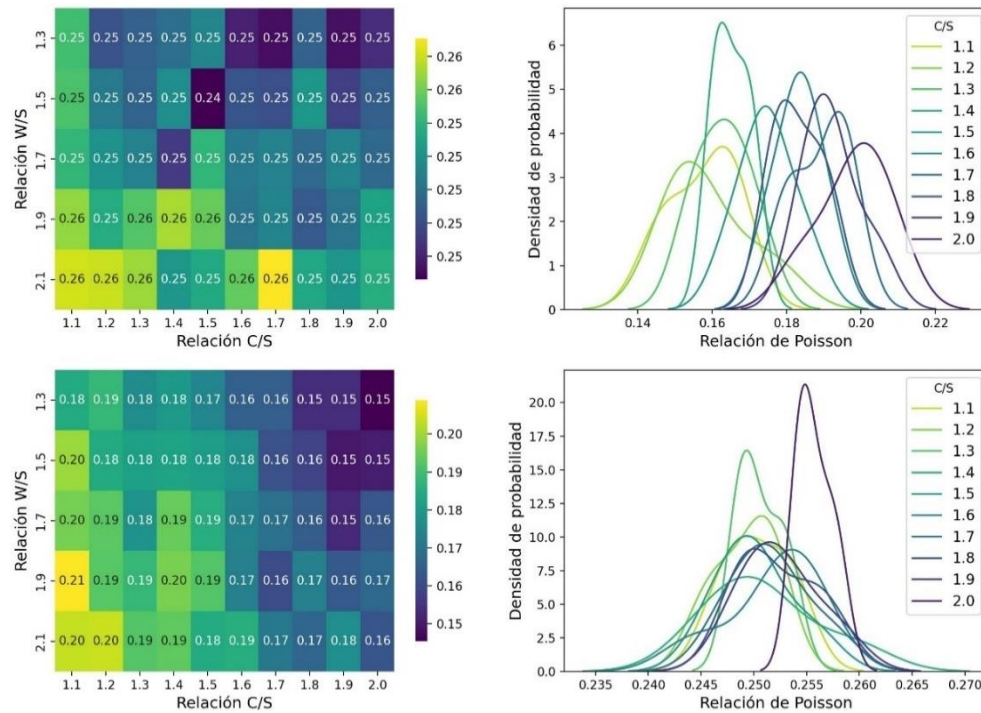 1.3 0.25 0.25 0.25 0.25 0.25 0.25 0.25 0.25 0.25 0.25
1.5 0.25 0.25 0.25 0.25 0.24 0.25 0.25 0.25 0.25 0.25
1.7 0.25 0.25 0.25 0.25 0.25 0.25 0.25 0.25 0.25 0.25
1.9 0.26 0.25 0.26 0.26 0.26 0.25 0.25 0.25 0.25 0.25
2.1 0.26 0.26 0.26 0.25 0.25 0.26 0.26 0.25 0.25 0.25
1.1 1.2 1.3 1.4 1.5 1.6 1.7 1.8 1.9 2.0
Relación C/S
Relación W/S
0.26
0.26
0.25
0.25
0.25
0.25
Densidad de probabilidad
6
5
4
3
2
1
0
0.14 0.16 0.18 0.20 0.22
Relación de Poisson
C/S
1.1
1.2
1.3
1.4
1.5
1.6
1.7
1.8
1.9
2.0
1.3 0.18 0.19 0.18 0.18 0.17 0.16 0.16 0.15 0.15 0.15
1.5 0.20 0.18 0.18 0.18 0.18 0.18 0.16 0.16 0.15 0.15
1.7 0.20 0.19 0.18 0.19 0.19 0.17 0.17 0.16 0.15 0.16
1.9 0.21 0.19 0.19 0.20 0.19 0.17 0.16 0.17 0.16 0.17
2.1 0.20 0.20 0.19 0.19 0.18 0.19 0.17 0.17 0.18 0.16
1.1 1.2 1.3 1.4 1.5 1.6 1.7 1.8 1.9 2.0
Relación C/S
Relación W/S
0.20
0.19
0.18
0.17
0.16
0.15
Densidad de probabilidad
20.0
17.5
15.0
12.5
10.0
7.5
5.0
2.5
0.0
0.235 0.240 0.245 0.250 0.255 0.260 0.265 0.270
Relación de Poisson
C/S
1.1
1.2
1.3
1.4
1.5
1.6
1.7
1.8
1.9
2.0